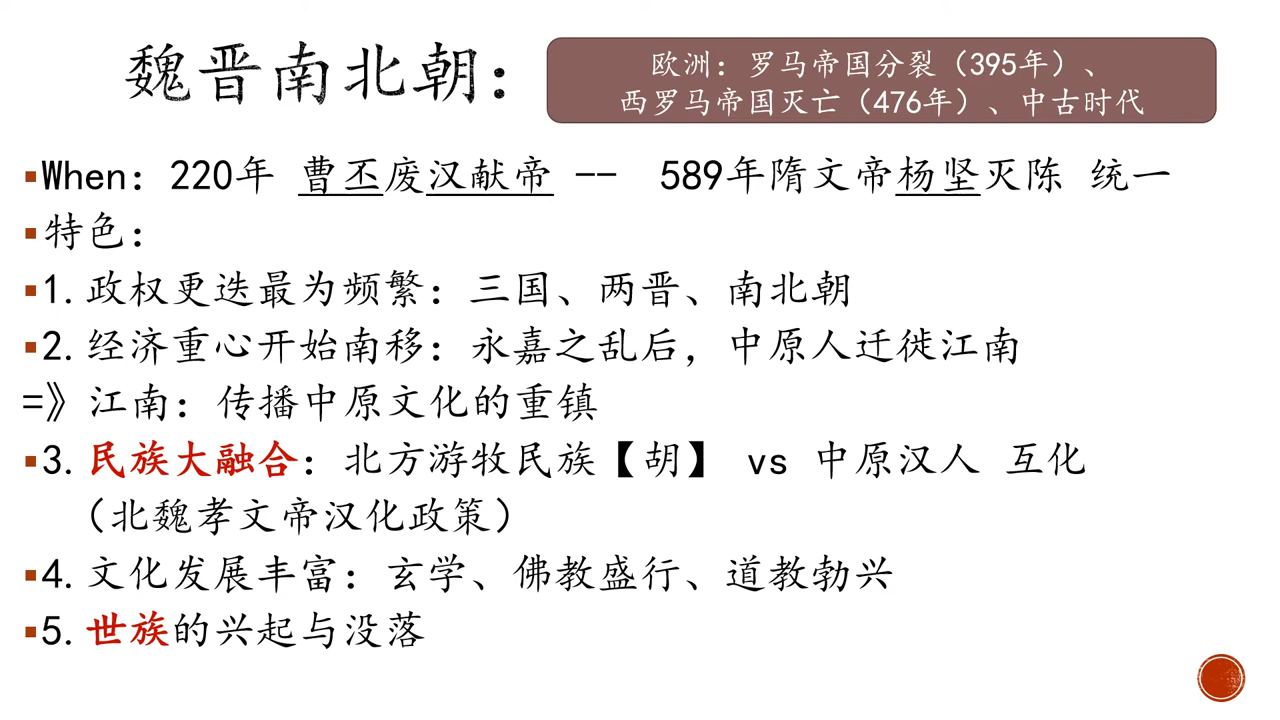 魏晋南北朝：
欧洲：罗马帝国分裂（395年）、
西罗马帝国灭亡（476年）、中古时代
When：220年 曹丕废汉献帝 -- 589年隋文帝杨坚灭陈 统一
特色：
1.政权更迭最为频繁：三国、两晋、南北朝
2.经济重心开始南移：永嘉之乱后，中原人迁徙江南
=》江南：传播中原文化的重镇
3.民族大融合：北方游牧民族【胡】 vs 中原汉人 互化
（北魏孝文帝汉化政策）
4.文化发展丰富：玄学、佛教盛行、道教勃兴
5.世族的兴起与没落